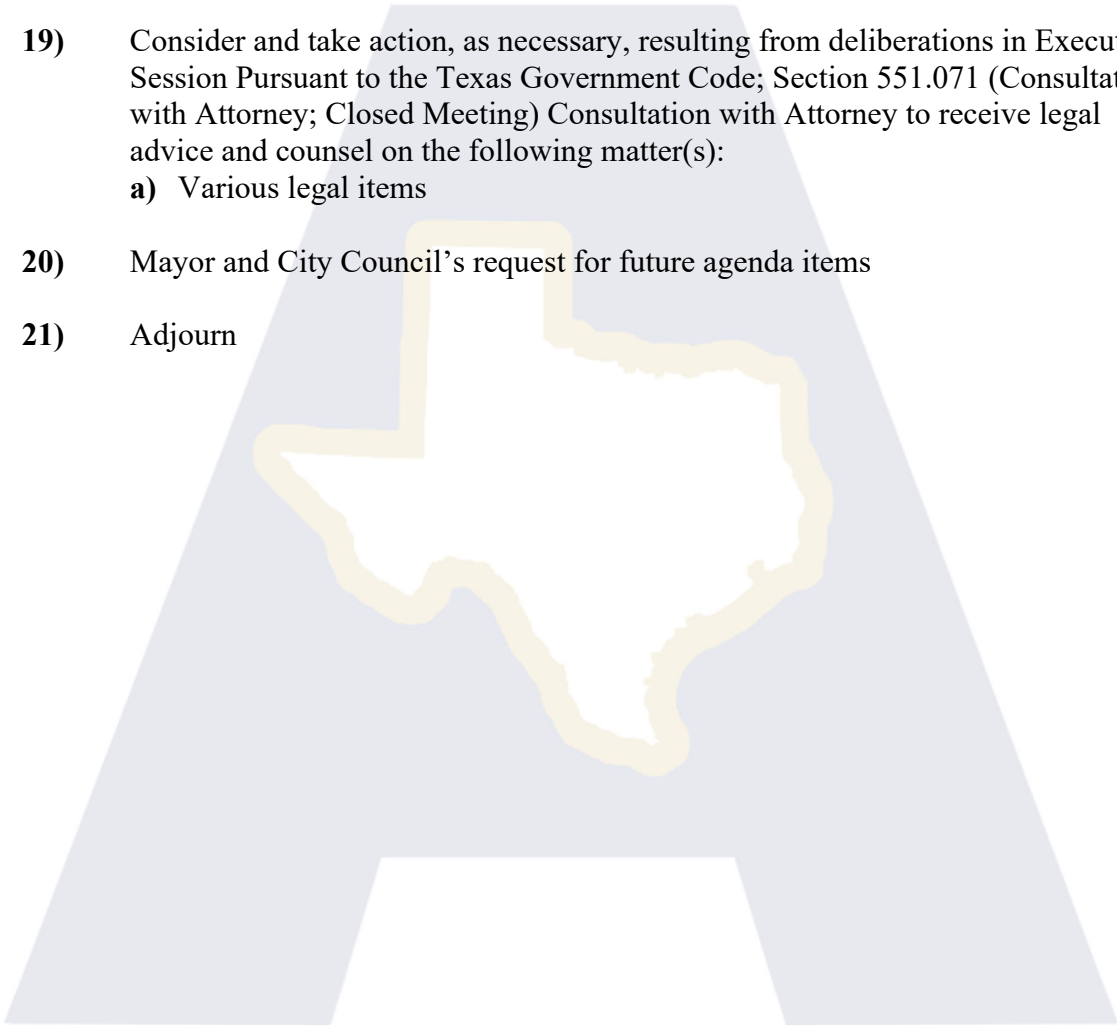 19) Consider and take action, as necessary, resulting from deliberations in Execu
Session Pursuant to the Texas Government Code; Section 551.071 (Consultat
with Attorney; Closed Meeting) Consultation with Attorney to receive legal
advice and counsel on the following matter(s):
a) Various legal items
20) Mayor and City Council’s request for future agenda items
21) Adjourn